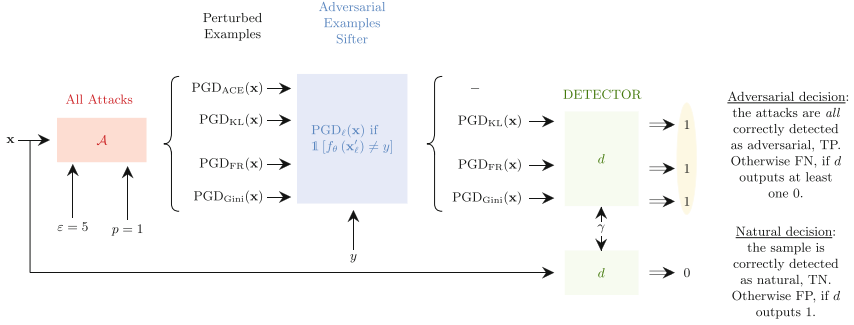 Perturbed
Examples
Adversarial
Examples
Sifter
All Attacks
x
𝒜
ε = 5
p = 1
PGD_ACE(x)
PGD_KL(x)
PGD_FR(x)
PGD_Gini(x)
PGD_ℓ(x) if
𝟙 [f_θ (x′_ℓ) ≠ y]
y
–
PGD_KL(x)
PGD_FR(x)
PGD_Gini(x)
DETECTOR
d
γ
d
1
1
1
0
Adversarial decision:
the attacks are all
correctly detected
as adversarial, TP.
Otherwise FN, if d
outputs at least
one 0.
Natural decision:
the sample is
correctly detected
as natural, TN.
Otherwise FP, if d
outputs 1.